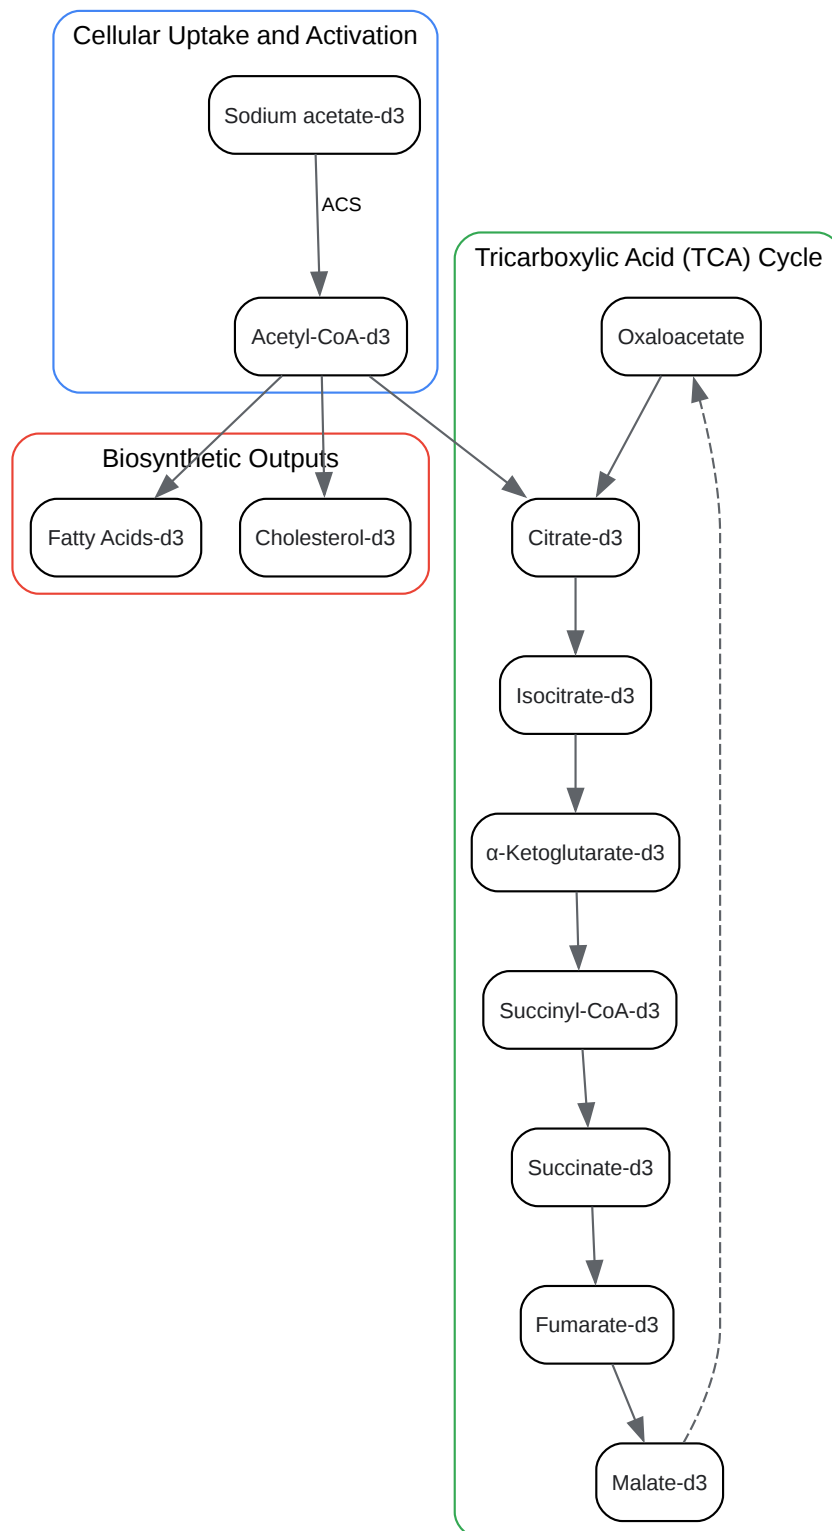 Cellular Uptake and Activation
Sodium acetate-d3
ACS
Acetyl-CoA-d3
Biosynthetic Outputs
Fatty Acids-d3
Cholesterol-d3
Tricarboxylic Acid (TCA) Cycle
Oxaloacetate
Citrate-d3
Isocitrate-d3
α-Ketoglutarate-d3
Succinyl-CoA-d3
Succinate-d3
Fumarate-d3
Malate-d3